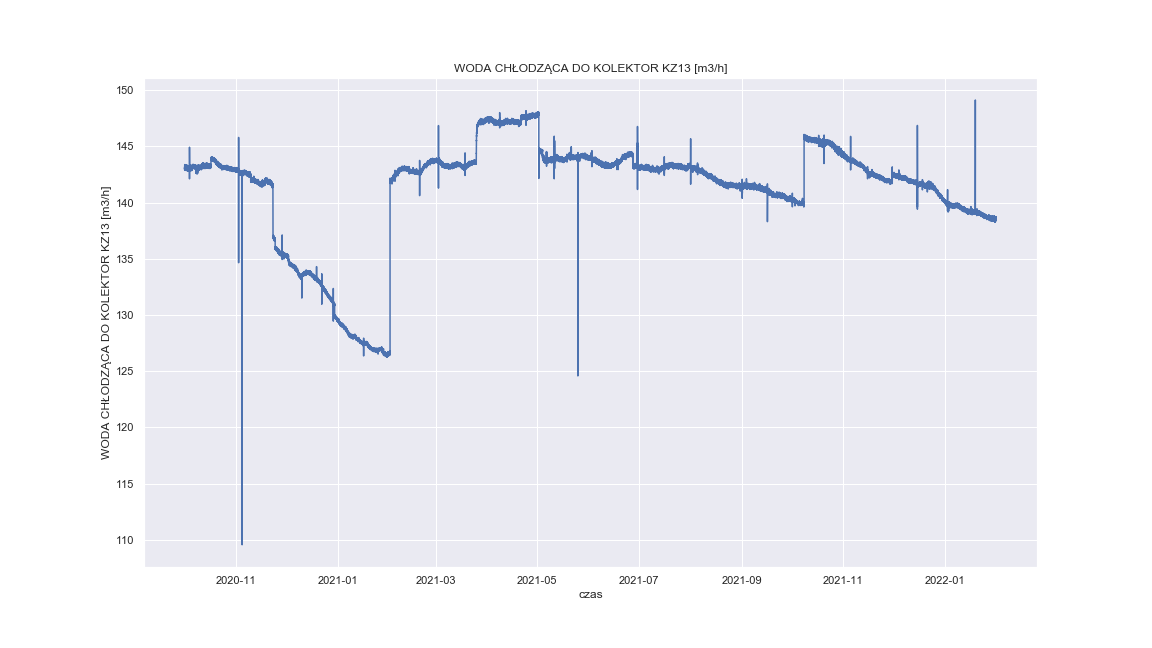 WODA CHŁODZĄCA DO KOLEKTOR KZ13 [m3/h]
WODA CHŁODZĄCA DO KOLEKTOR KZ13 [m3/h]
150
145
140
135
130
125
120
115
110
2020-11 2021-01 2021-03 2021-05 2021-07 2021-09 2021-11 2022-01
czas